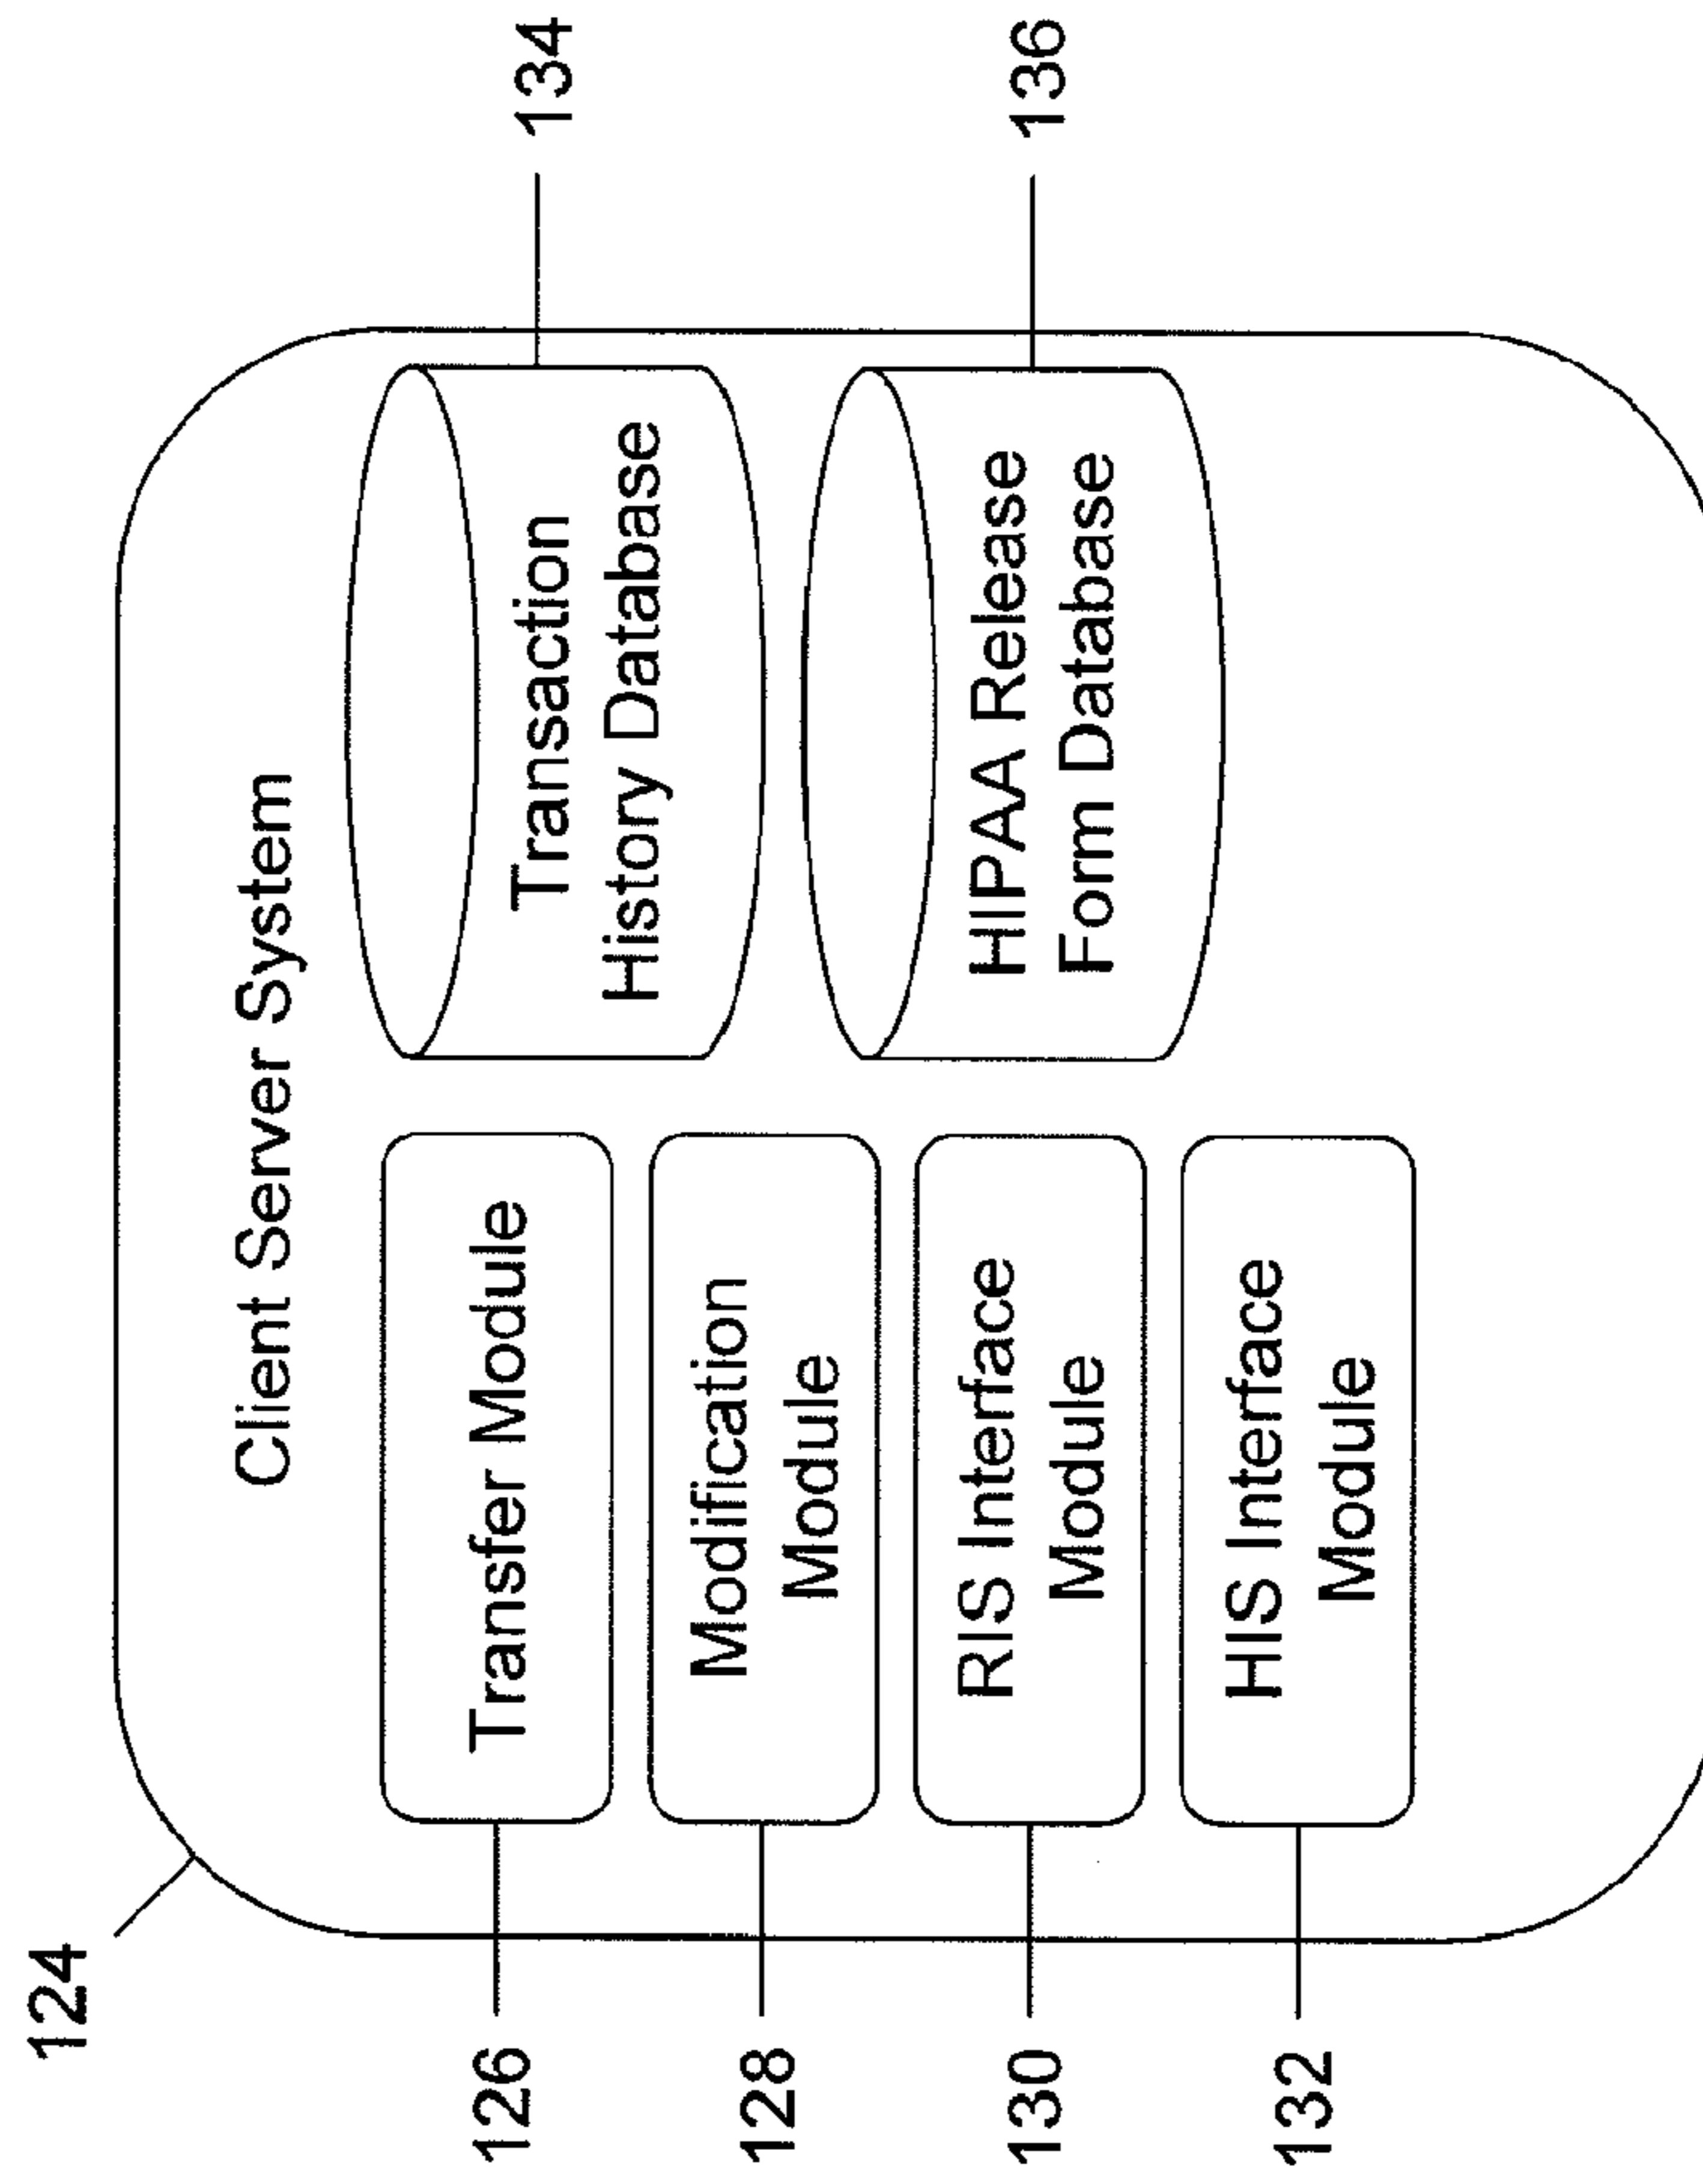 124
Client Server System
126
Transfer Module
128
Modification
Module
130
RIS Interface
Module
132
HIS Interface
Module
Transaction
History Database
134
HIPAA Release
Form Database
136